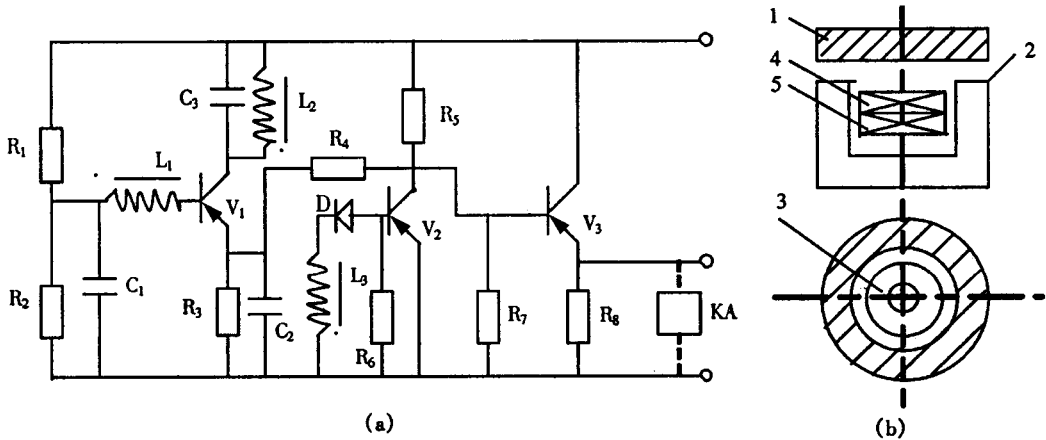 R₁
R₂
C₁
L₁
C₃
L₂
V₁
R₃
C₂
R₄
D
L₃
R₆
V₂
R₅
R₇
V₃
R₈
KA
(a)
1
4
5
2
3
(b)